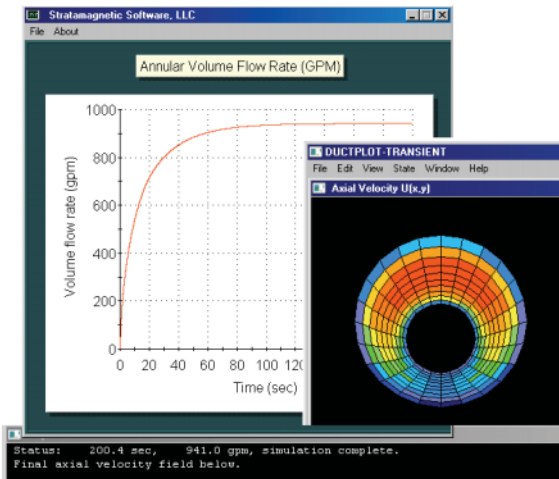 Stratamagnetic Software, LLC
File About
Annular Volume Flow Rate (GPM)
1000
800
600
400
200
0
Volume flow rate (gpm)
0 20 40 60 80 100
Time (sec)
DUCTPLOT-TRANSIENT
File Edit View State Window Help
Axial Velocity U(x,y)
Status: 200.4 sec, 941.0 gpm, simulation complete.
Final axial velocity field below.